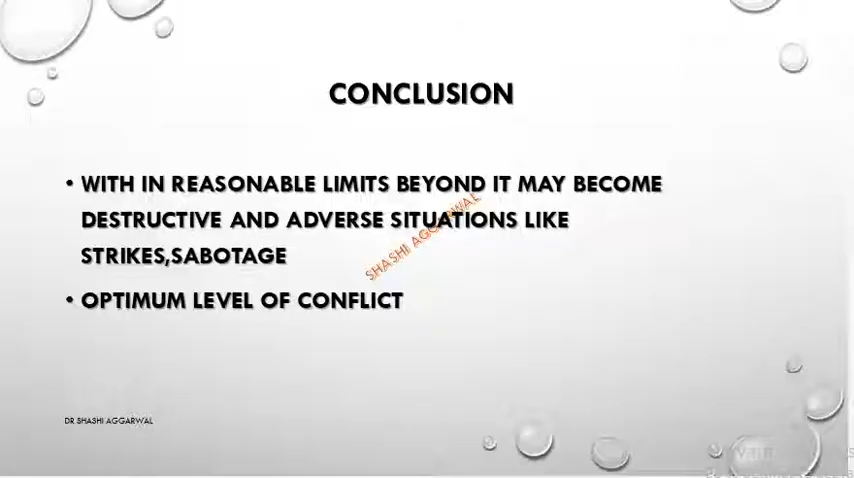 CONCLUSION
• WITH IN REASONABLE LIMITS BEYOND IT MAY BECOME
DESTRUCTIVE AND ADVERSE SITUATIONS LIKE
STRIKES,SABOTAGE
SHASHI AGGARWAL
• OPTIMUM LEVEL OF CONFLICT
DR SHASHI AGGARWAL